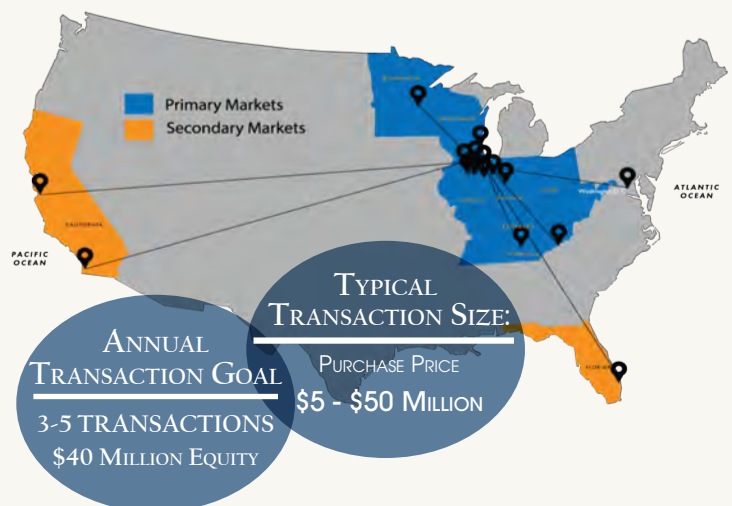 Primary Markets
Secondary Markets
CALIFORNIA
PACIFIC
OCEAN
ATLANTIC
OCEAN
TYPICAL
TRANSACTION SIZE:
PURCHASE PRICE
$5 - $50 MILLION
ANNUAL
TRANSACTION GOAL
3-5 TRANSACTIONS
$40 MILLION EQUITY